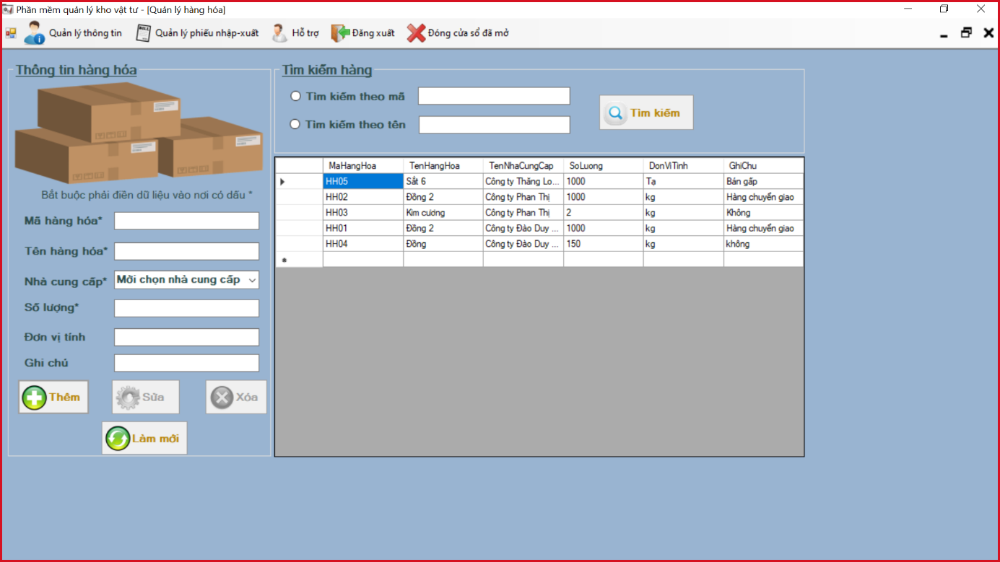 Phần mềm quản lý kho vật tư - [Quản lý hàng hóa]
Quản lý thông tin Quản lý phiếu nhập-xuất Hỗ trợ Đăng xuất Đóng cửa sổ đã mở
Thông tin hàng hóa
Bắt buộc phải điền dữ liệu vào nơi có dấu *
Mã hàng hóa*
Tên hàng hóa*
Nhà cung cấp* Mời chọn nhà cung cấp
Số lượng*
Đơn vị tính
Ghi chú
Thêm Sửa Xóa
Làm mới
Tìm kiếm hàng
Tìm kiếm theo mã
Tìm kiếm theo tên
Tìm kiếm
MaHangHoa TenHangHoa TenNhaCungCap SoLuong DonViTinh GhiChu
HH05 Sắt 6 Công ty Thăng Lo... 1000 Tạ Bán gấp
HH02 Đồng 2 Công ty Phan Thị 1000 kg Hàng chuyển giao
HH03 Kim cương Công ty Phan Thị 2 kg Không
HH01 Đồng 2 Công ty Đào Duy ... 1000 kg Hàng chuyển giao
HH04 Đồng Công ty Đào Duy ... 150 kg không